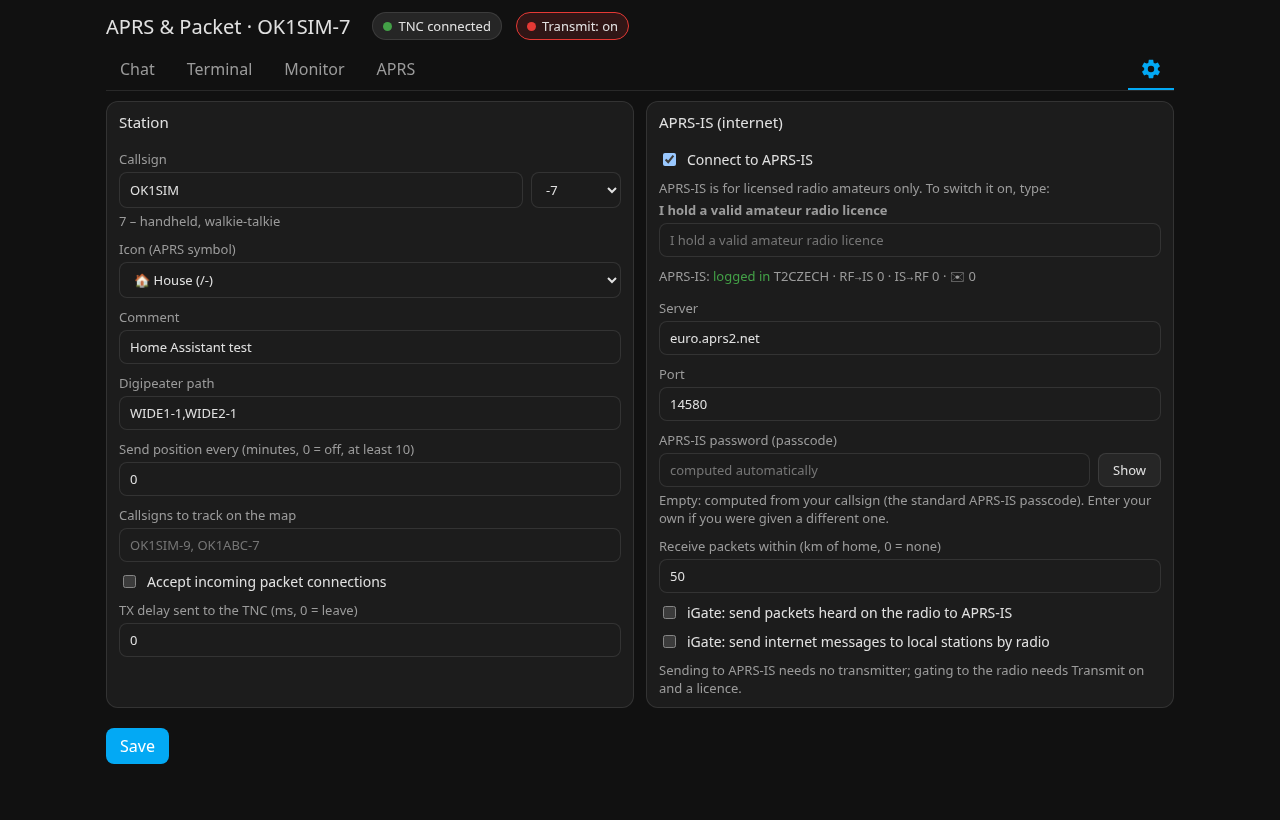 APRS & Packet · OK1SIM-7
TNC connected
Transmit: on
Chat
Terminal
Monitor
APRS
Station
Callsign
OK1SIM
-7
7 – handheld, walkie-talkie
Icon (APRS symbol)
🏠 House (/-)
Comment
Home Assistant test
Digipeater path
WIDE1-1,WIDE2-1
Send position every (minutes, 0 = off, at least 10)
0
Callsigns to track on the map
OK1SIM-9, OK1ABC-7
Accept incoming packet connections
TX delay sent to the TNC (ms, 0 = leave)
0
APRS-IS (internet)
Connect to APRS-IS
APRS-IS is for licensed radio amateurs only. To switch it on, type:
I hold a valid amateur radio licence
I hold a valid amateur radio licence
APRS-IS: logged in T2CZECH · RF→IS 0 · IS→RF 0 · ✉ 0
Server
euro.aprs2.net
Port
14580
APRS-IS password (passcode)
computed automatically
Show
Empty: computed from your callsign (the standard APRS-IS passcode). Enter your
own if you were given a different one.
Receive packets within (km of home, 0 = none)
50
iGate: send packets heard on the radio to APRS-IS
iGate: send internet messages to local stations by radio
Sending to APRS-IS needs no transmitter; gating to the radio needs Transmit on
and a licence.
Save